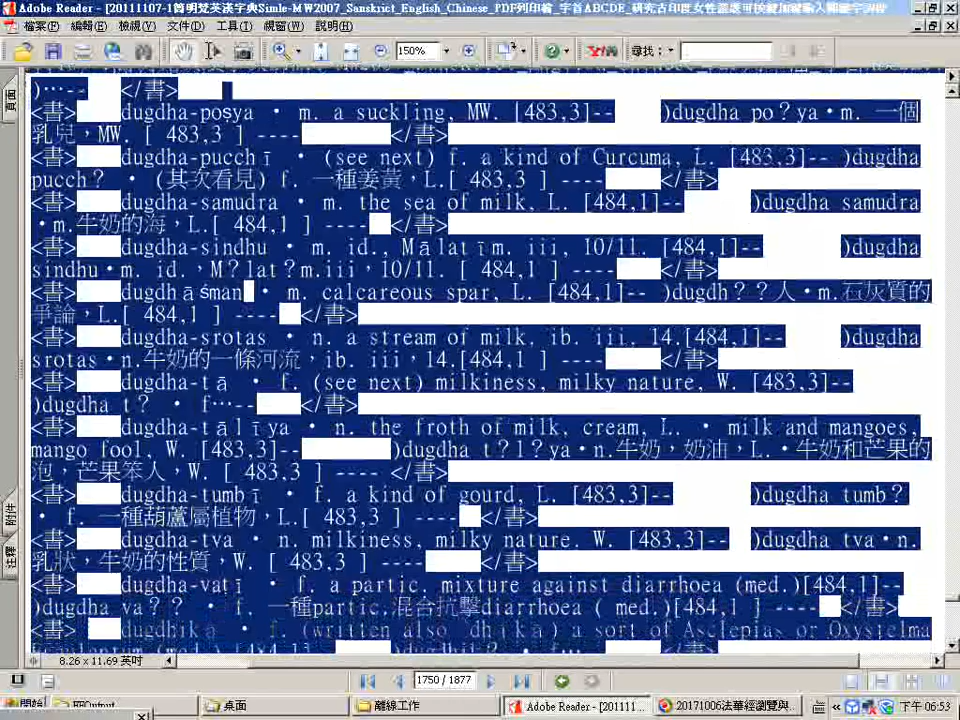 Adobe Reader - [20111107-1簡明梵英漢字典Simle-MW2007_Sanskrict_English_Chinese_PDF列印檔_字首ABCDE_研究古印度女性
檔案(F) 編輯(E) 檢視(V) 文件(D) 工具(T) 視窗(W) 說明(H)
150% 尋找：
頁面
)…-- </書>
<書> dugdha-poṣya ‧ m. a suckling, MW. [483,3]-- )dugdha po？ya‧m. 一個
乳兒，MW. [ 483,3 ] ---- </書>
<書> dugdha-pucchī ‧ (see next) f. a kind of Curcuma, L. [483,3]-- )dugdha
pucch？ ‧ (其次看見) f. 一種姜黃，L.[ 483,3 ] ---- </書>
<書> dugdha-samudra ‧ m. the sea of milk, L. [484,1]-- )dugdha samudra
‧m.牛奶的海，L.[ 484,1 ] ---- </書>
<書> dugdha-sindhu ‧ m. id., Mālatīm. iii, 10/11. [484,1]-- )dugdha
sindhu‧m. id.，M？lat？m.iii，10/11. [ 484,1 ] ---- </書>
<書> dugdhāśman ‧ m. calcareous spar, L. [484,1]-- )dugdh？？人‧m.石灰質的
爭論，L.[ 484,1 ] ---- </書>
<書> dugdha-srotas ‧ n. a stream of milk, ib. iii, 14.[484,1]-- )dugdha
srotas‧n.牛奶的一條河流，ib. iii，14.[484,1 ] ---- </書>
<書> dugdha-tā ‧ f. (see next) milkiness, milky nature, W. [483,3]--
)dugdha t？ ‧ f…-- </書>
<書> dugdha-tālīya ‧ n. the froth of milk, cream, L. ‧ milk and mangoes,
mango fool, W. [483,3]-- )dugdha t？l？ya‧n.牛奶，奶油，L.‧牛奶和芒果的
泡，芒果笨人，W. [ 483,3 ] ---- </書>
<書> dugdha-tumbī ‧ f. a kind of gourd, L. [483,3]-- )dugdha tumb？
‧ f. 一種葫蘆屬植物，L.[ 483,3 ] ---- </書>
<書> dugdha-tva ‧ n. milkiness, milky nature. W. [483,3]-- )dugdha tva‧n.
乳狀，牛奶的性質，W. [ 483,3 ] ---- </書>
<書> dugdha-vaṭī ‧ f. a partic. mixture against diarrhoea (med.)[484,1]--
)dugdha va？？ ‧ f. 一種partic.混合抗擊diarrhoea ( med.)[484,1 ] ---- </書>
<書> dugdhikā ‧ f. (written also dhikā) a sort of Asclepias or Oxystelma
附件
註釋
8.26 x 11.69 英吋
1750 / 1877
開始 FFOutput 桌面 離線工作 Adobe Reader - [201111... 20171006法華經瀏覽與... 下午 06:53